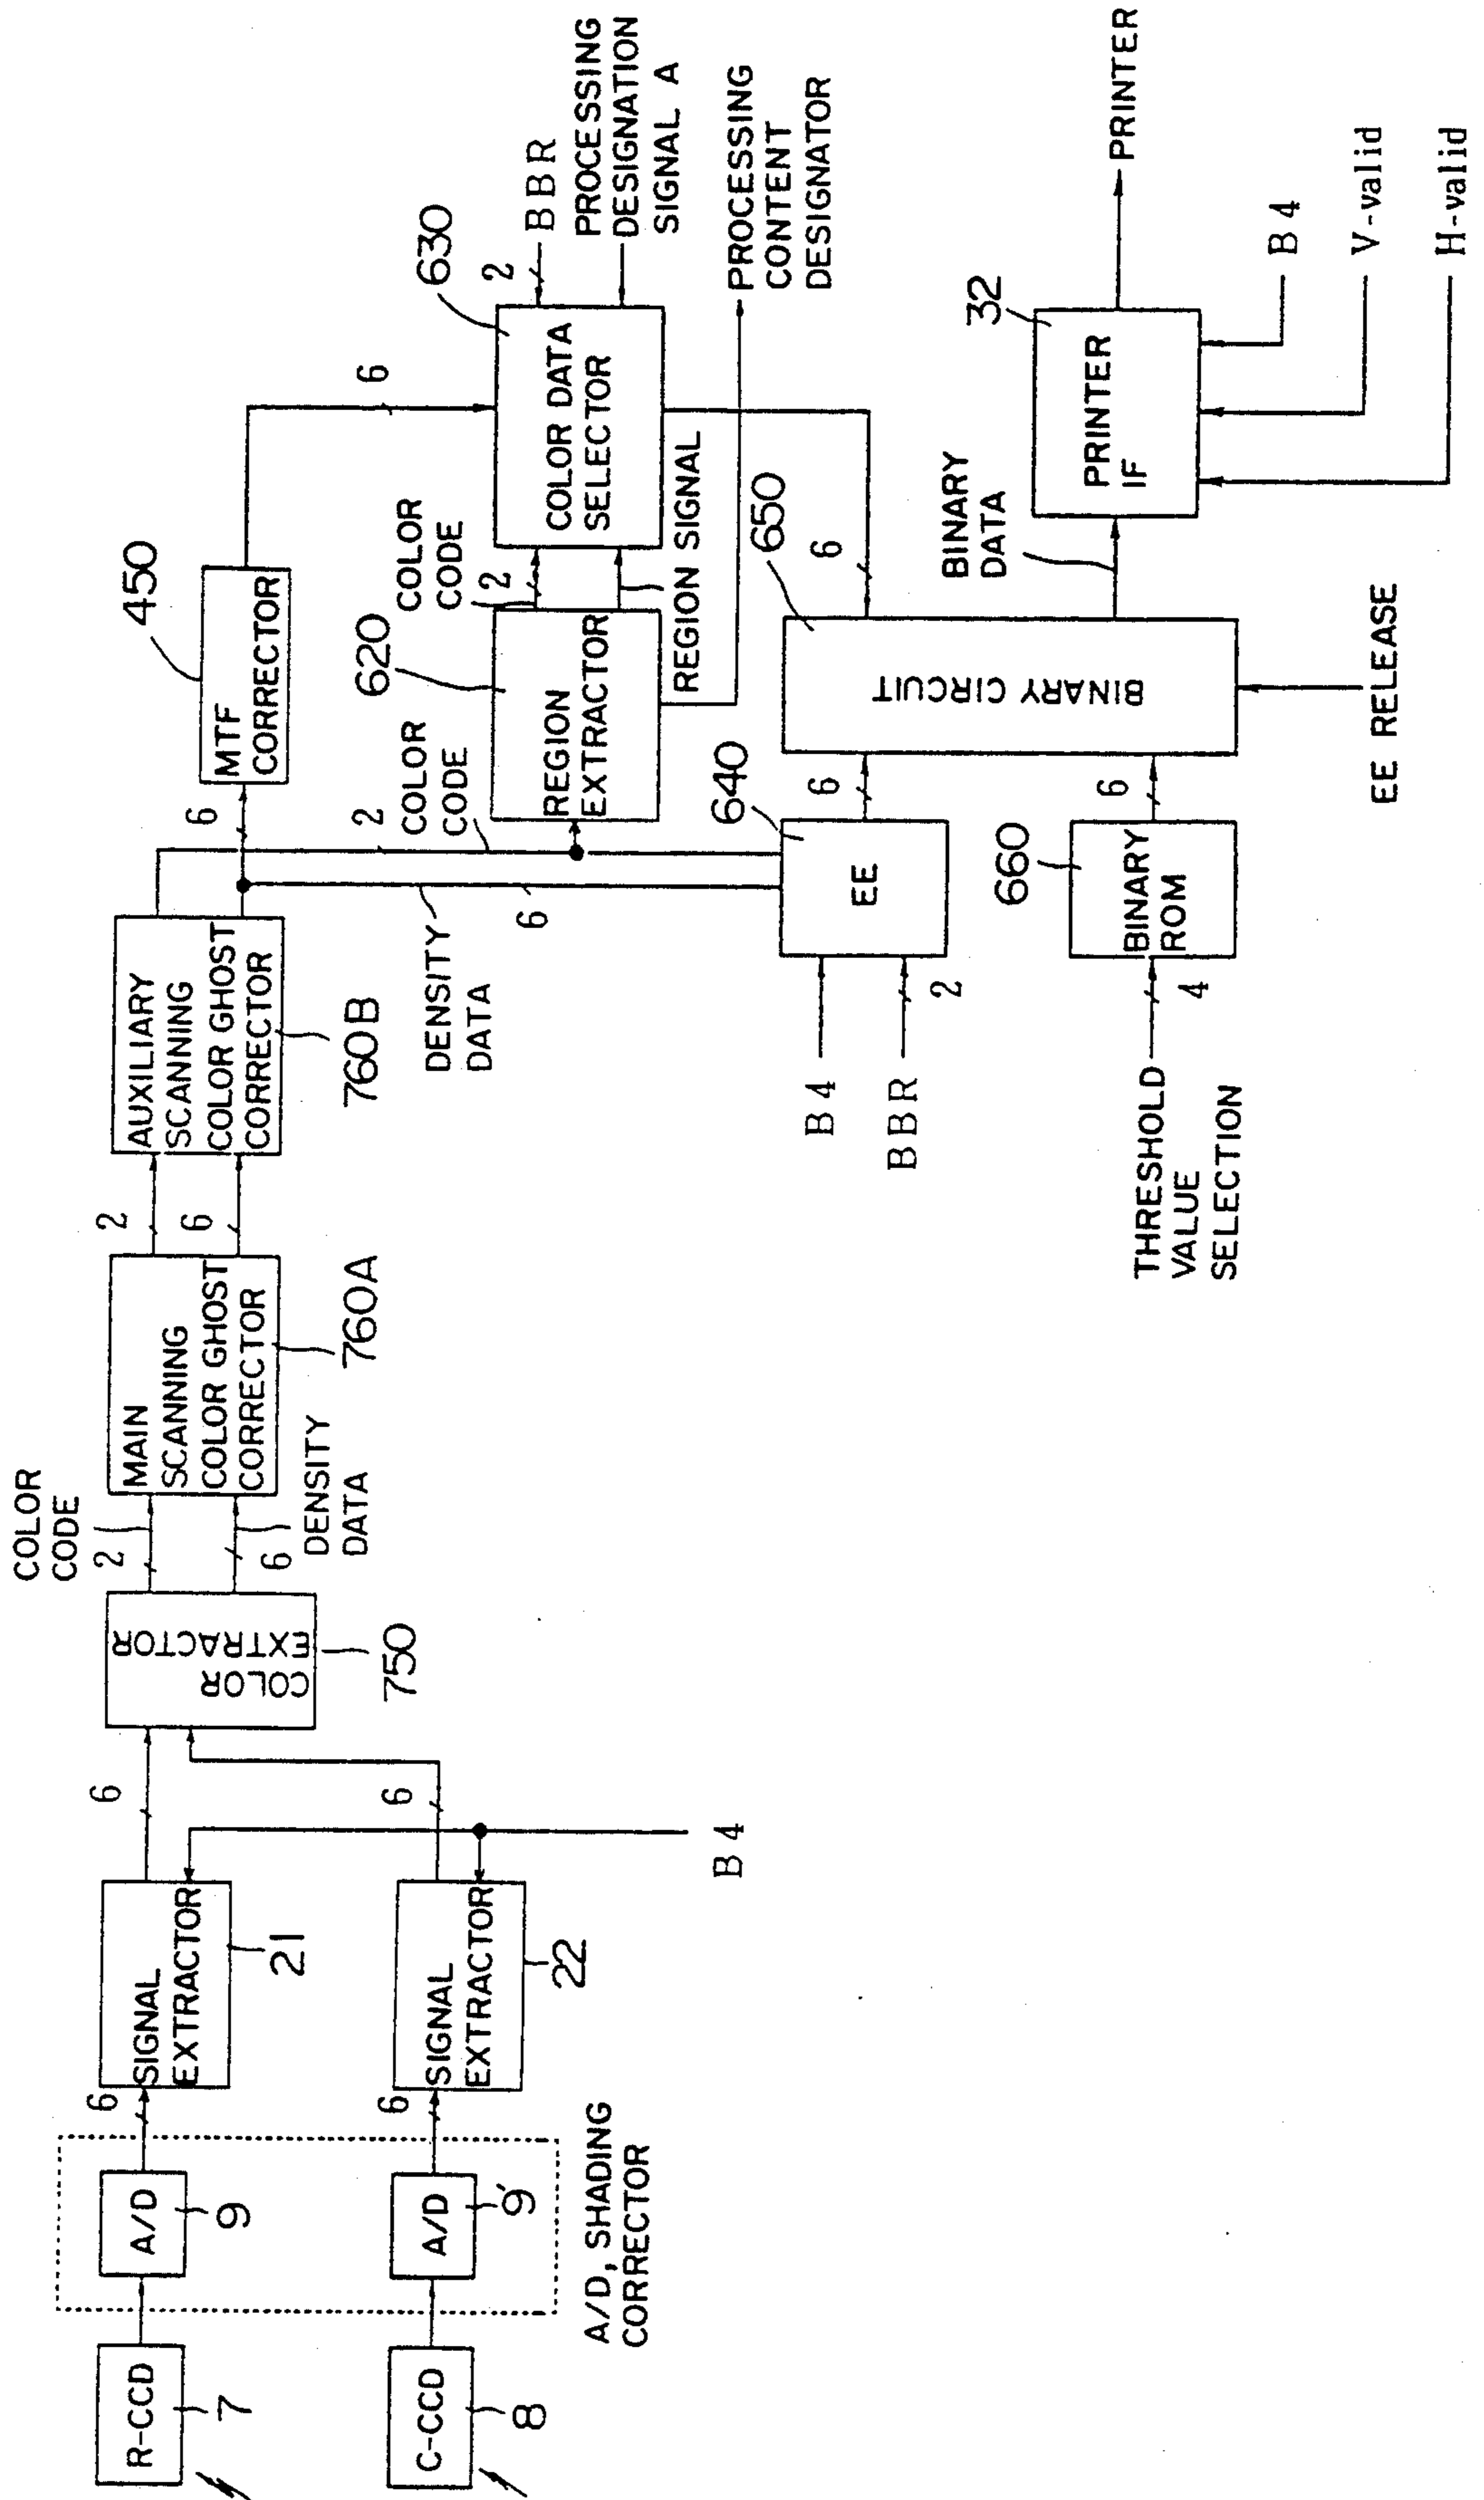 R-CCD
7
C-CCD
8
A/D
9
A/D
9'
A/D, SHADING
CORRECTOR
6
6
SIGNAL
EXTRACTOR
21
SIGNAL
EXTRACTOR
22
6
6
B4
COLOR
EXTRACTOR
750
COLOR
CODE
2
6
DENSITY
DATA
MAIN
SCANNING
COLOR GHOST
CORRECTOR
760A
2
6
AUXILIARY
SCANNING
COLOR GHOST
CORRECTOR
760B
6
MTF
CORRECTOR
450
6
2
COLOR
CODE
DENSITY
DATA
6
REGION
EXTRACTOR
620
COLOR
CODE
2
REGION SIGNAL
COLOR DATA
SELECTOR
630
2
BBR
PROCESSING
DESIGNATION
SIGNAL A
PROCESSING
CONTENT
DESIGNATOR
B4
BBR
2
EE
640
6
THRESHOLD
VALUE
SELECTION
4
BINARY
ROM
660
6
BINARY CIRCUIT
650
6
EE RELEASE
BINARY
DATA
PRINTER
IF
32
PRINTER
B4
V-valid
H-valid